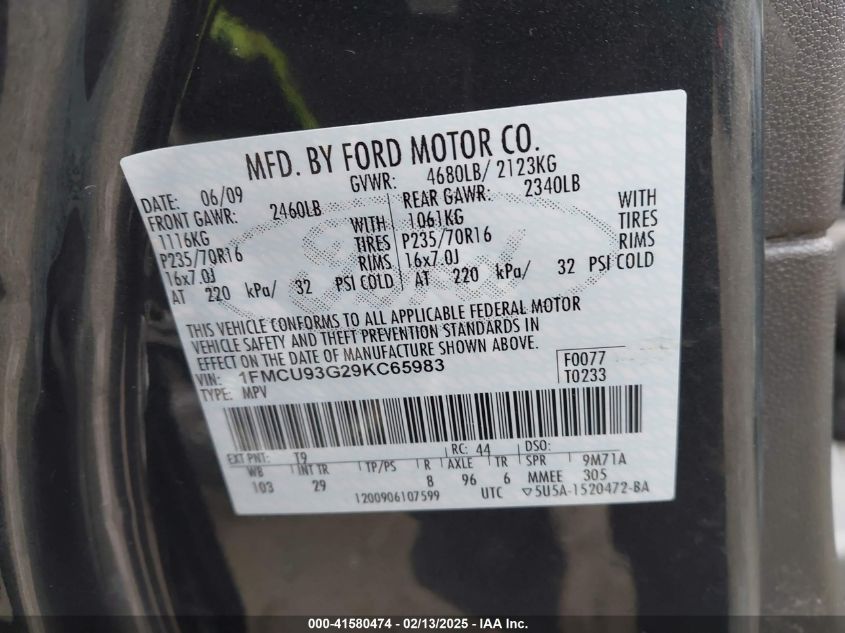 MFD. BY FORD MOTOR CO.
DATE: 06/09 GVWR: 4680LB/ 2123KG
FRONT GAWR: 2460LB REAR GAWR: 2340LB
1116KG WITH 1061KG WITH
P235/70R16 TIRES P235/70R16 TIRES
16x7.0J RIMS 16x7.0J RIMS
AT 220 kPa/ 32 PSI COLD AT 220 kPa/ 32 PSI COLD
THIS VEHICLE CONFORMS TO ALL APPLICABLE FEDERAL MOTOR
VEHICLE SAFETY AND THEFT PREVENTION STANDARDS IN
EFFECT ON THE DATE OF MANUFACTURE SHOWN ABOVE.
VIN: 1FMCU93G29KC65983 F0077
TYPE: MPV T0233
EXT PNT: T9 RC: 44 DSO:
WB INT TR TP/PS R AXLE TR SPR 9M71A
103 29 8 96 6 MMEE 305
1200906107599 UTC ▽5U5A-1520472-BA
000-41580474 - 02/13/2025 - IAA Inc.